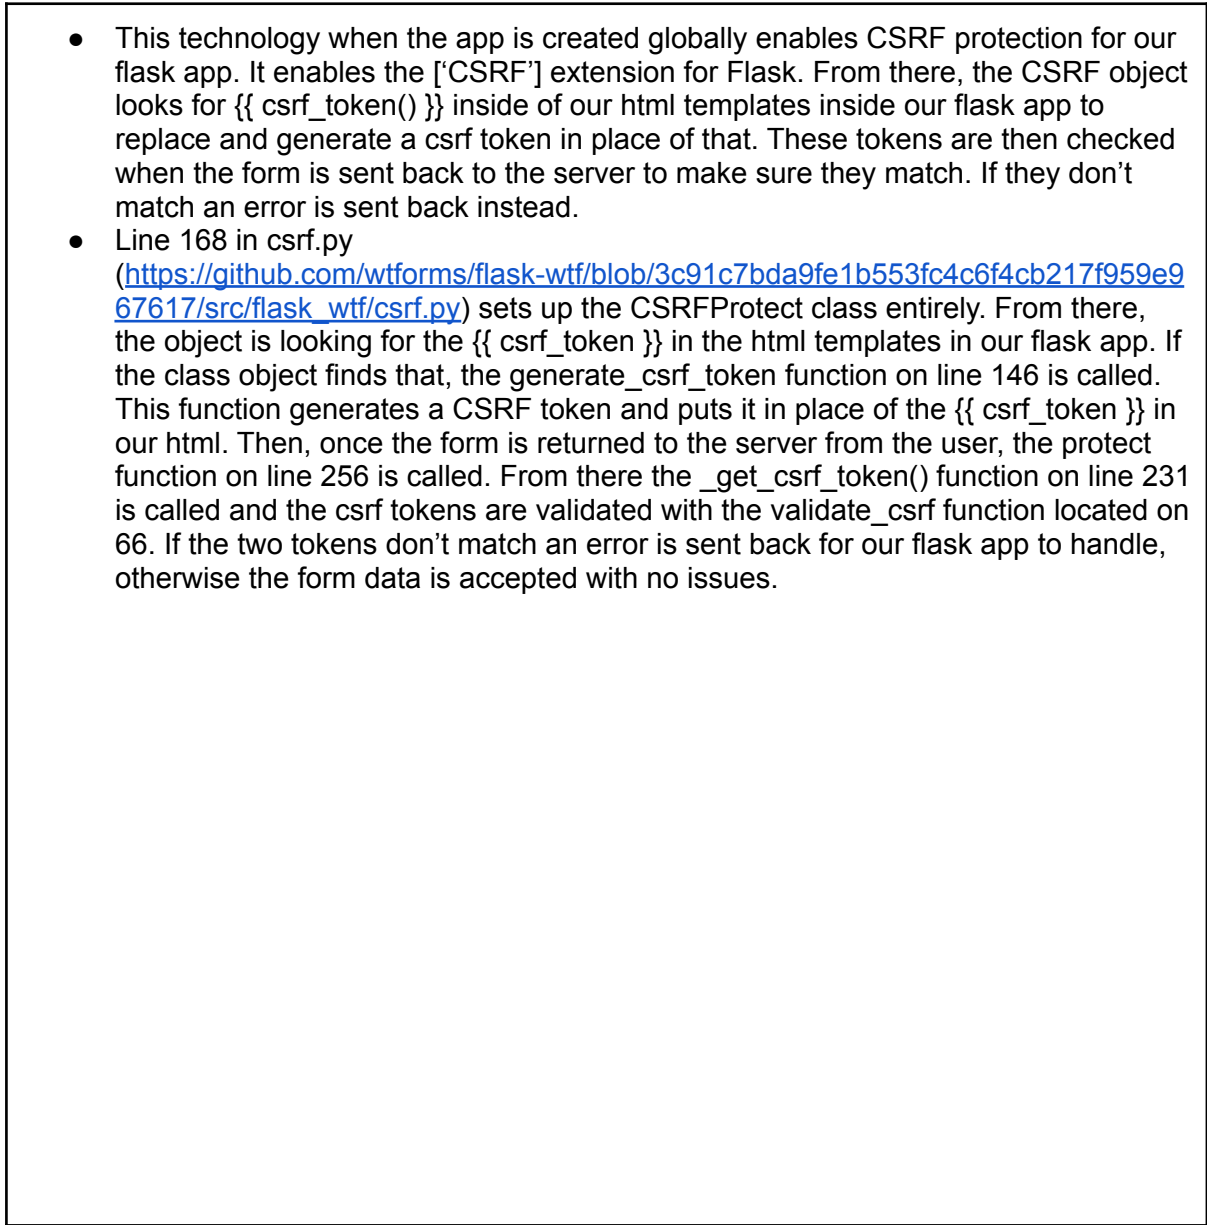 ● This technology when the app is created globally enables CSRF protection for our
flask app. It enables the [‘CSRF’] extension for Flask. From there, the CSRF object
looks for {{ csrf_token() }} inside of our html templates inside our flask app to
replace and generate a csrf token in place of that. These tokens are then checked
when the form is sent back to the server to make sure they match. If they don’t
match an error is sent back instead.
● Line 168 in csrf.py
(https://github.com/wtforms/flask-wtf/blob/3c91c7bda9fe1b553fc4c6f4cb217f959e9
67617/src/flask_wtf/csrf.py) sets up the CSRFProtect class entirely. From there,
the object is looking for the {{ csrf_token }} in the html templates in our flask app. If
the class object finds that, the generate_csrf_token function on line 146 is called.
This function generates a CSRF token and puts it in place of the {{ csrf_token }} in
our html. Then, once the form is returned to the server from the user, the protect
function on line 256 is called. From there the _get_csrf_token() function on line 231
is called and the csrf tokens are validated with the validate_csrf function located on
66. If the two tokens don’t match an error is sent back for our flask app to handle,
otherwise the form data is accepted with no issues.